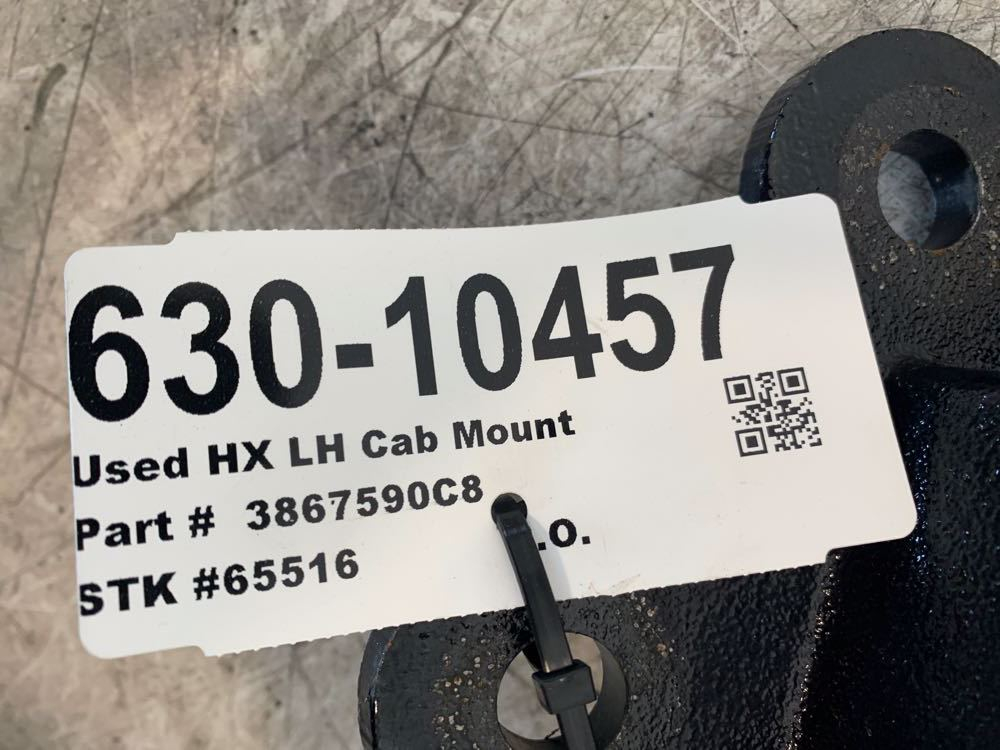 630-10457
Used HX LH Cab Mount
Part # 3867590C8
STK #65516
.O.